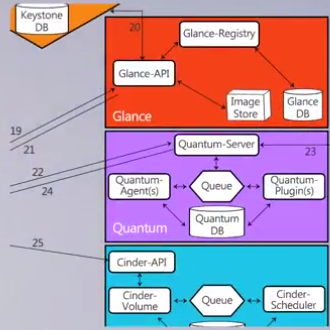 Keystone
DB
20
Glance-Registry
Glance-API
Image
Store
Glance
DB
Glance
19
21
Quantum-Server
23
22
24
Quantum-
Agent(s)
Queue
Quantum-
Plugin(s)
Quantum
DB
Quantum
25
Cinder-API
Cinder-
Volume
Queue
Cinder-
Scheduler